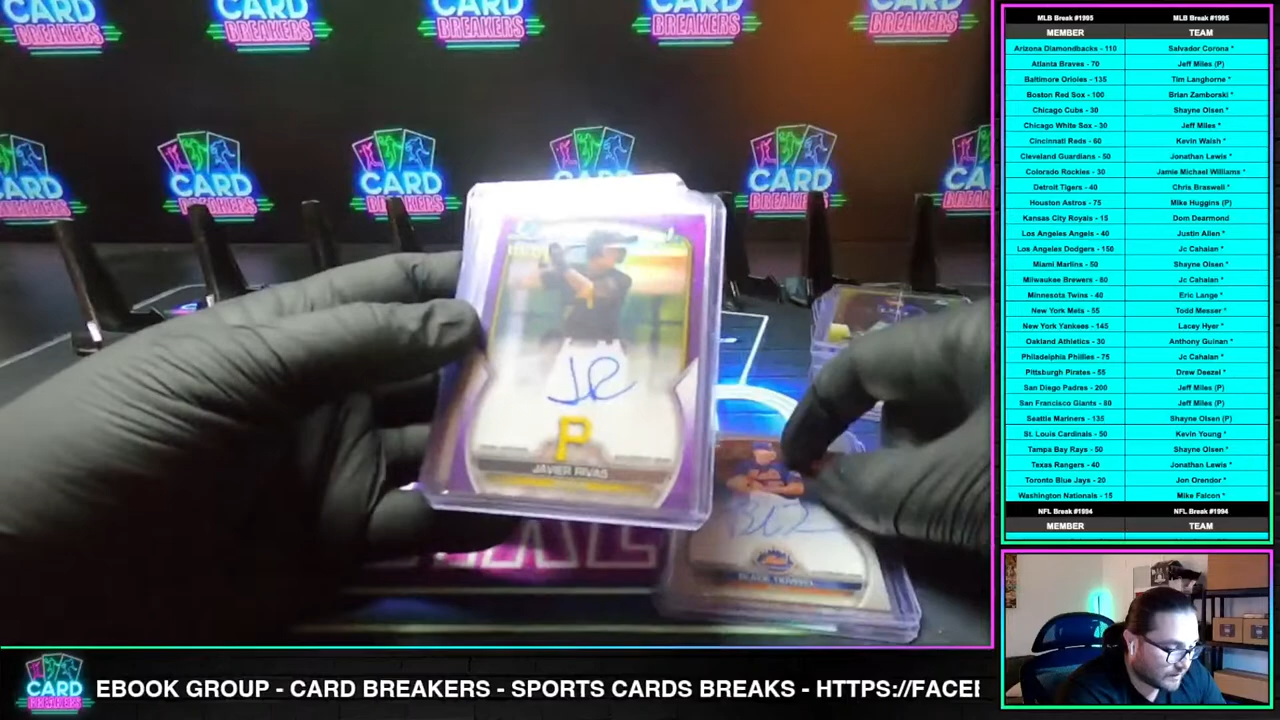 CARD
BREAKERS
CARD
BREAKERS
CARD
BREAKERS
CARD
BREAKERS
CARD
BREAKERS
CARD
BREAKERS
CARD
BREAKERS
CARD
BREAKERS
P
JAVIER RIVAS
MLB Break #1995 MLB Break #1995
MEMBER TEAM
Arizona Diamondbacks - 110 Salvador Corona *
Atlanta Braves - 70 Jeff Miles (P)
Baltimore Orioles - 135 Tim Langhorne *
Boston Red Sox - 100 Brian Zamborski *
Chicago Cubs - 30 Shayne Olsen *
Chicago White Sox - 30 Jeff Miles *
Cincinnati Reds - 60 Kevin Walsh *
Cleveland Guardians - 50 Jonathan Lewis *
Colorado Rockies - 30 Jamie Michael Williams *
Detroit Tigers - 40 Chris Braswell *
Houston Astros - 75 Mike Huggins (P)
Kansas City Royals - 15 Dom Dearmond
Los Angeles Angels - 40 Justin Allen *
Los Angeles Dodgers - 150 Jc Cahalan *
Miami Marlins - 50 Shayne Olsen *
Milwaukee Brewers - 80 Jc Cahalan *
Minnesota Twins - 40 Eric Lange *
New York Mets - 55 Todd Messer *
New York Yankees - 145 Lacey Hyer *
Oakland Athletics - 30 Anthony Guinan *
Philadelphia Phillies - 75 Jc Cahalan *
Pittsburgh Pirates - 55 Drew Deezel *
San Diego Padres - 200 Jeff Miles (P)
San Francisco Giants - 80 Jeff Miles (P)
Seattle Mariners - 135 Shayne Olsen (P)
St. Louis Cardinals - 50 Kevin Young *
Tampa Bay Rays - 50 Shayne Olsen *
Texas Rangers - 40 Jonathan Lewis *
Toronto Blue Jays - 20 Jon Orendor *
Washington Nationals - 15 Mike Falcon *
NFL Break #1994 NFL Break #1994
MEMBER TEAM
CARD
BREAKERS
EBOOK GROUP - CARD BREAKERS - SPORTS CARDS BREAKS - HTTPS://FACEI